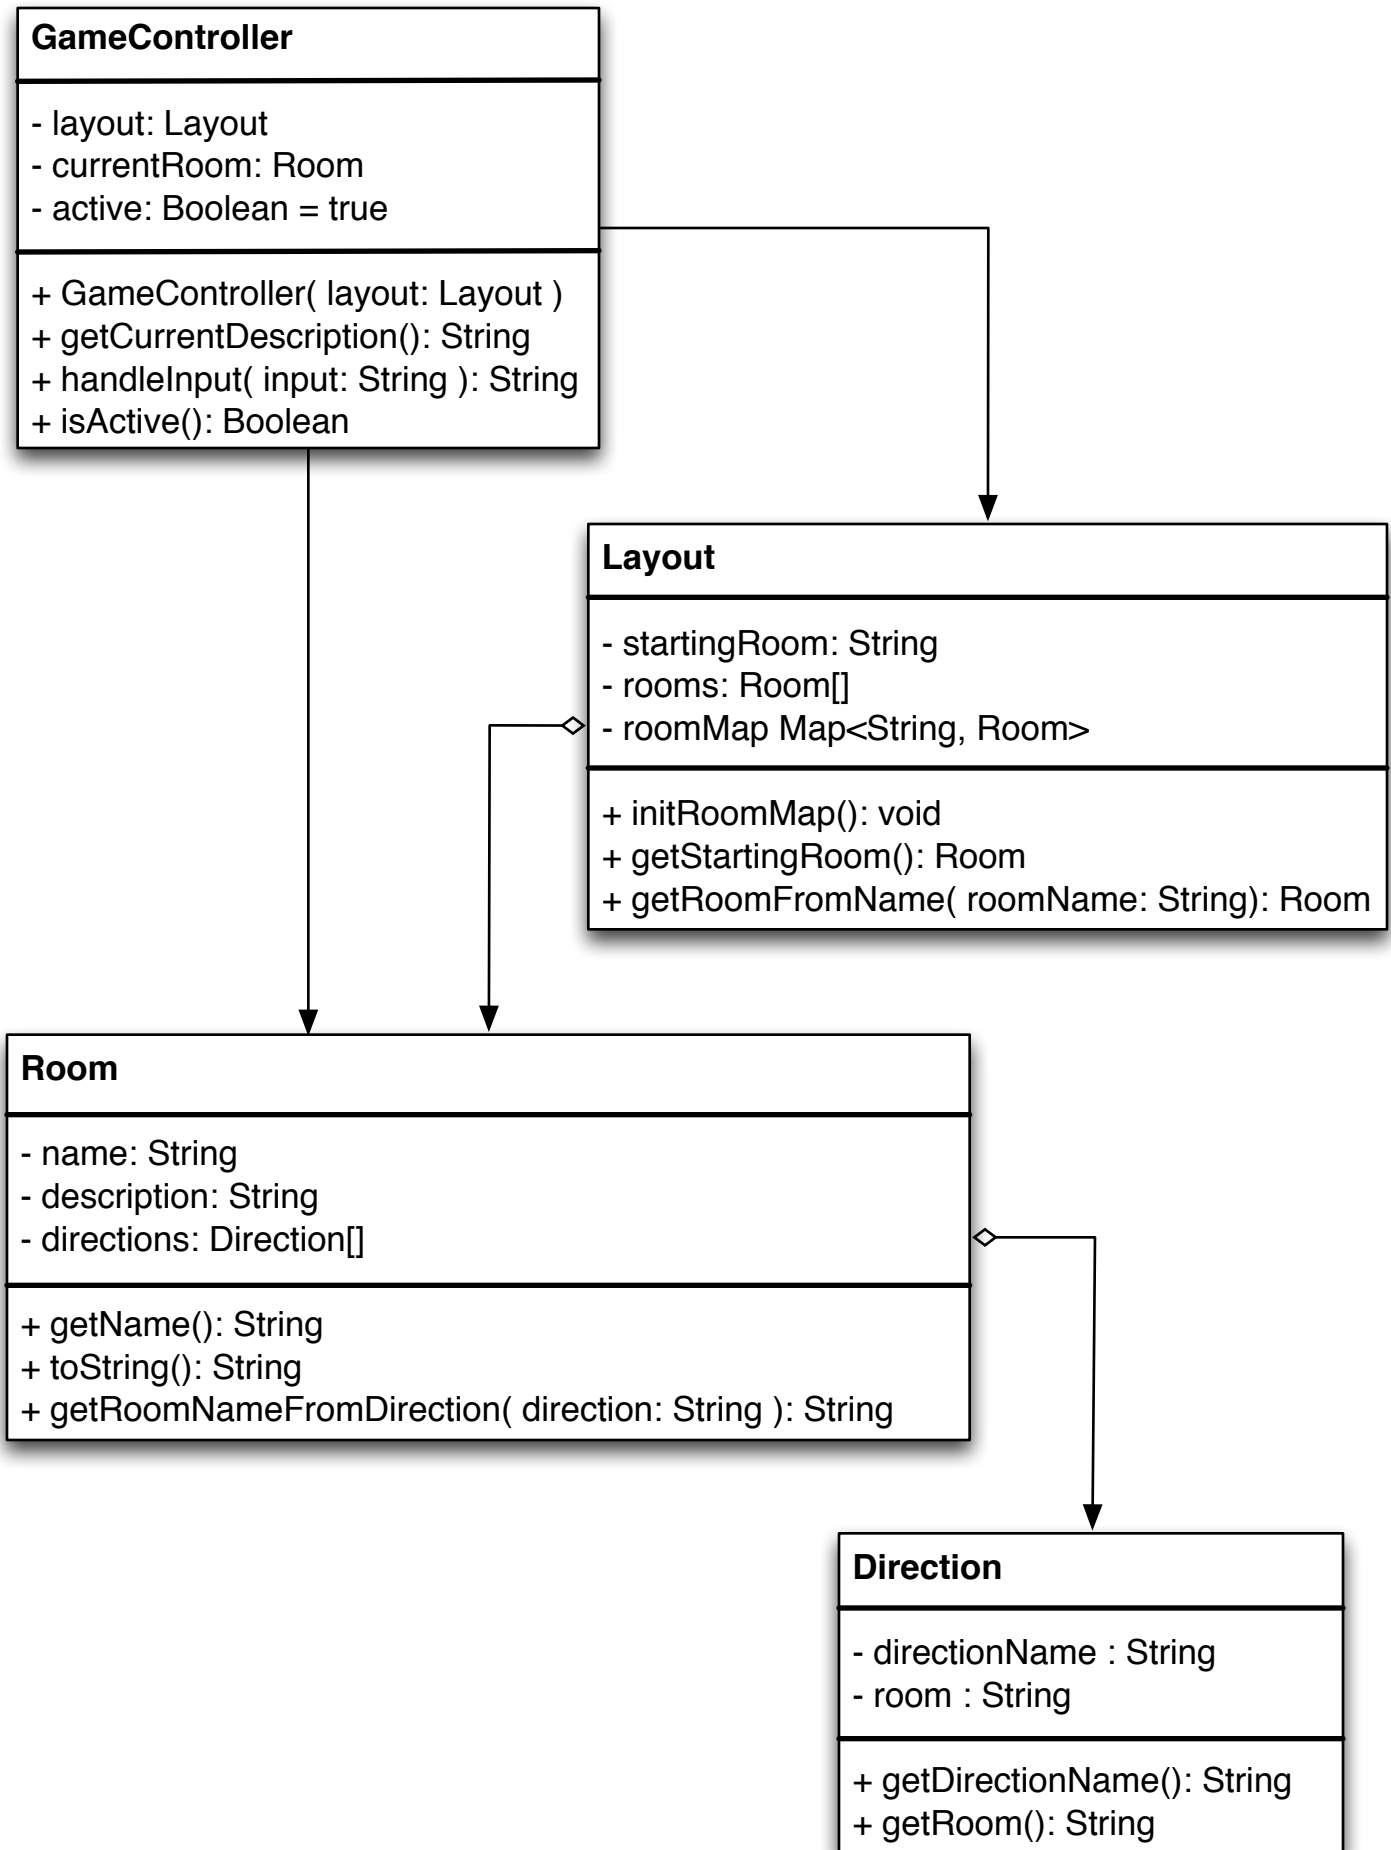 GameController
- layout: Layout
- currentRoom: Room
- active: Boolean = true
+ GameController( layout: Layout )
+ getCurrentDescription(): String
+ handleInput( input: String ): String
+ isActive(): Boolean
Layout
- startingRoom: String
- rooms: Room[]
- roomMap Map<String, Room>
+ initRoomMap(): void
+ getStartingRoom(): Room
+ getRoomFromName( roomName: String): Room
Room
- name: String
- description: String
- directions: Direction[]
+ getName(): String
+ toString(): String
+ getRoomNameFromDirection( direction: String ): String
Direction
- directionName : String
- room : String
+ getDirectionName(): String
+ getRoom(): String